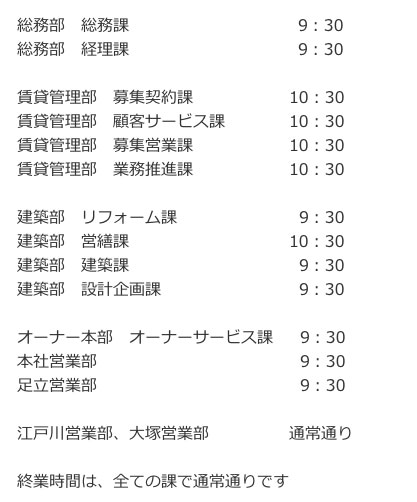 総務部　総務課　9：30
総務部　経理課　9：30
賃貸管理部　募集契約課　10：30
賃貸管理部　顧客サービス課　10：30
賃貸管理部　募集営業課　10：30
賃貸管理部　業務推進課　10：30
建築部　リフォーム課　9：30
建築部　営繕課　10：30
建築部　建築課　9：30
建築部　設計企画課　9：30
オーナー本部　オーナーサービス課　9：30
本社営業部　9：30
足立営業部　9：30
江戸川営業部、大塚営業部　通常通り
終業時間は、全ての課で通常通りです